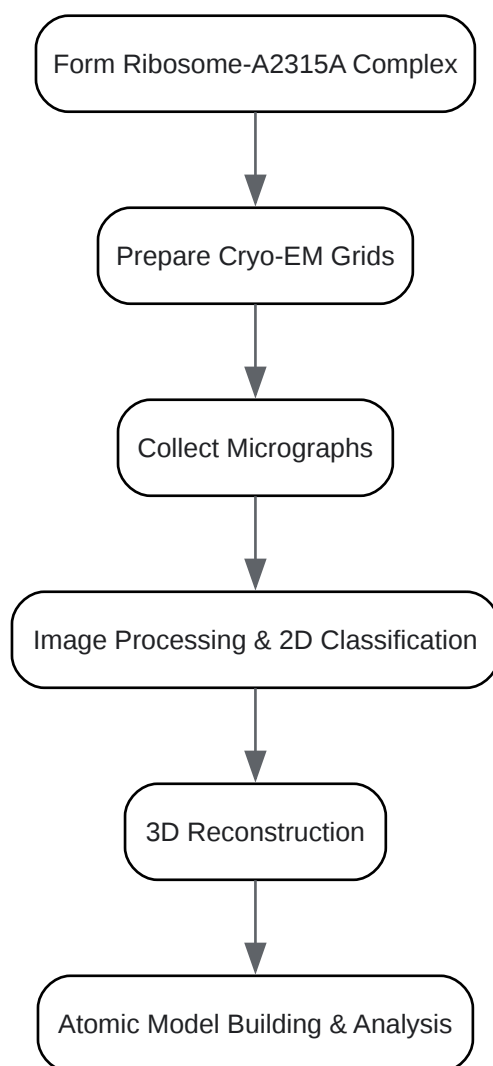 Form Ribosome-A2315A Complex
Prepare Cryo-EM Grids
Collect Micrographs
Image Processing & 2D Classification
3D Reconstruction
Atomic Model Building & Analysis